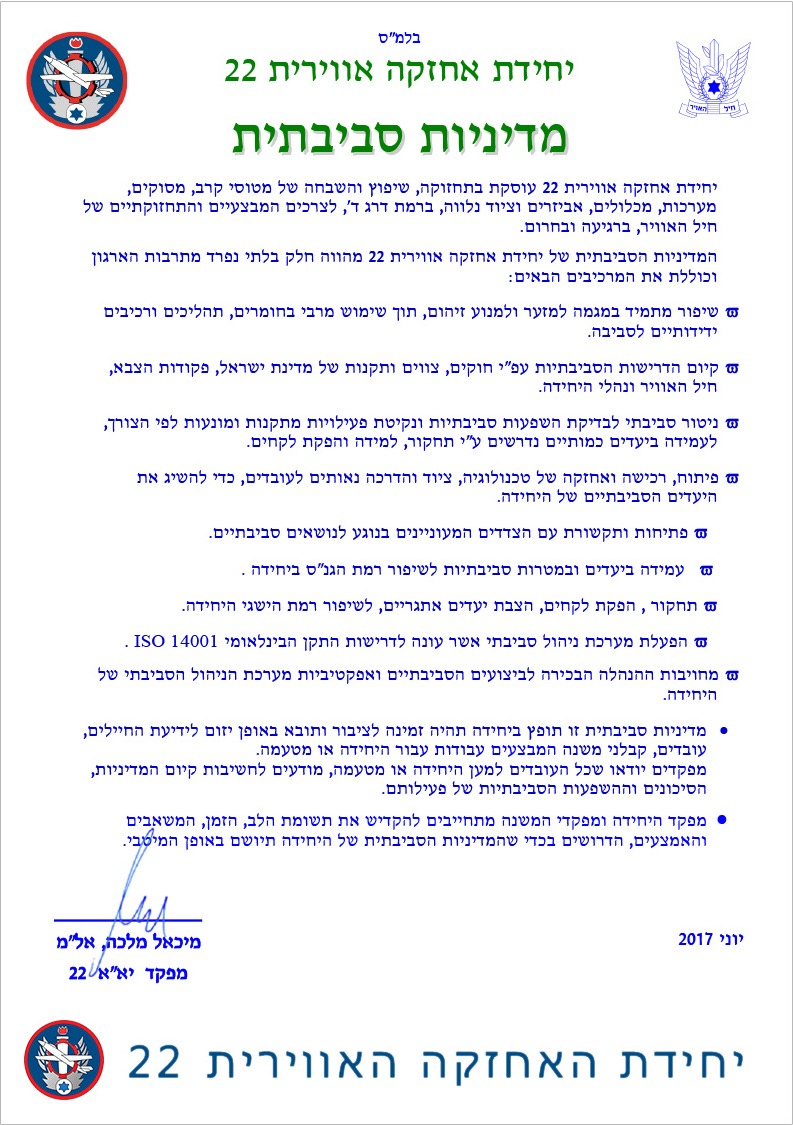 בלמ"ס
יחידת אחזקה אווירית 22
חיל האויר
מדיניות סביבתית
יחידת אחזקה אווירית 22 עוסקת בתחזוקה, שיפוץ והשבחה של מטוסי קרב, מסוקים,
מערכות, מכלולים, אביזרים וציוד נלווה, ברמת דרג ד', לצרכים המבצעיים והתחזוקתיים של
חיל האוויר, ברגיעה ובחרום.
המדיניות הסביבתית של יחידת אחזקה אווירית 22 מהווה חלק בלתי נפרד מתרבות הארגון
וכוללת את המרכיבים הבאים:
שיפור מתמיד במגמה למזער ולמנוע זיהום, תוך שימוש מרבי בחומרים, תהליכים ורכיבים
ידידותיים לסביבה.
קיום הדרישות הסביבתיות עפ"י חוקים, צווים ותקנות של מדינת ישראל, פקודות הצבא,
חיל האוויר ונהלי היחידה.
ניטור סביבתי לבדיקת השפעות סביבתיות ונקיטת פעילויות מתקנות ומונעות לפי הצורך,
לעמידה ביעדים כמותיים נדרשים ע"י תחקור, למידה והפקת לקחים.
פיתוח, רכישה ואחזקה של טכנולוגיה, ציוד והדרכה נאותים לעובדים, כדי להשיג את
היעדים הסביבתיים של היחידה.
פתיחות ותקשורת עם הצדדים המעוניינים בנוגע לנושאים סביבתיים.
עמידה ביעדים ובמטרות סביבתיות לשיפור רמת הגנ"ס ביחידה .
תחקור , הפקת לקחים, הצבת יעדים אתגריים, לשיפור רמת הישגי היחידה.
הפעלת מערכת ניהול סביבתי אשר עונה לדרישות התקן הבינלאומי ISO 14001 .
מחויבות ההנהלה הבכירה לביצועים הסביבתיים ואפקטיביות מערכת הניהול הסביבתי של
היחידה.
• מדיניות סביבתית זו תופץ ביחידה תהיה זמינה לציבור ותובא באופן יזום לידיעת החיילים,
עובדים, קבלני משנה המבצעים עבודות עבור היחידה או מטעמה.
מפקדים יודאו שכל העובדים למען היחידה או מטעמה, מודעים לחשיבות קיום המדיניות,
הסיכונים וההשפעות הסביבתיות של פעילותם.
• מפקד היחידה ומפקדי המשנה מתחייבים להקדיש את תשומת הלב, הזמן, המשאבים
והאמצעים, הדרושים בכדי שהמדיניות הסביבתית של היחידה תיושם באופן המיטבי.
יוני 2017
מיכאל מלכה, אל"מ
מפקד יא"א 22
יחידת האחזקה האווירית 22